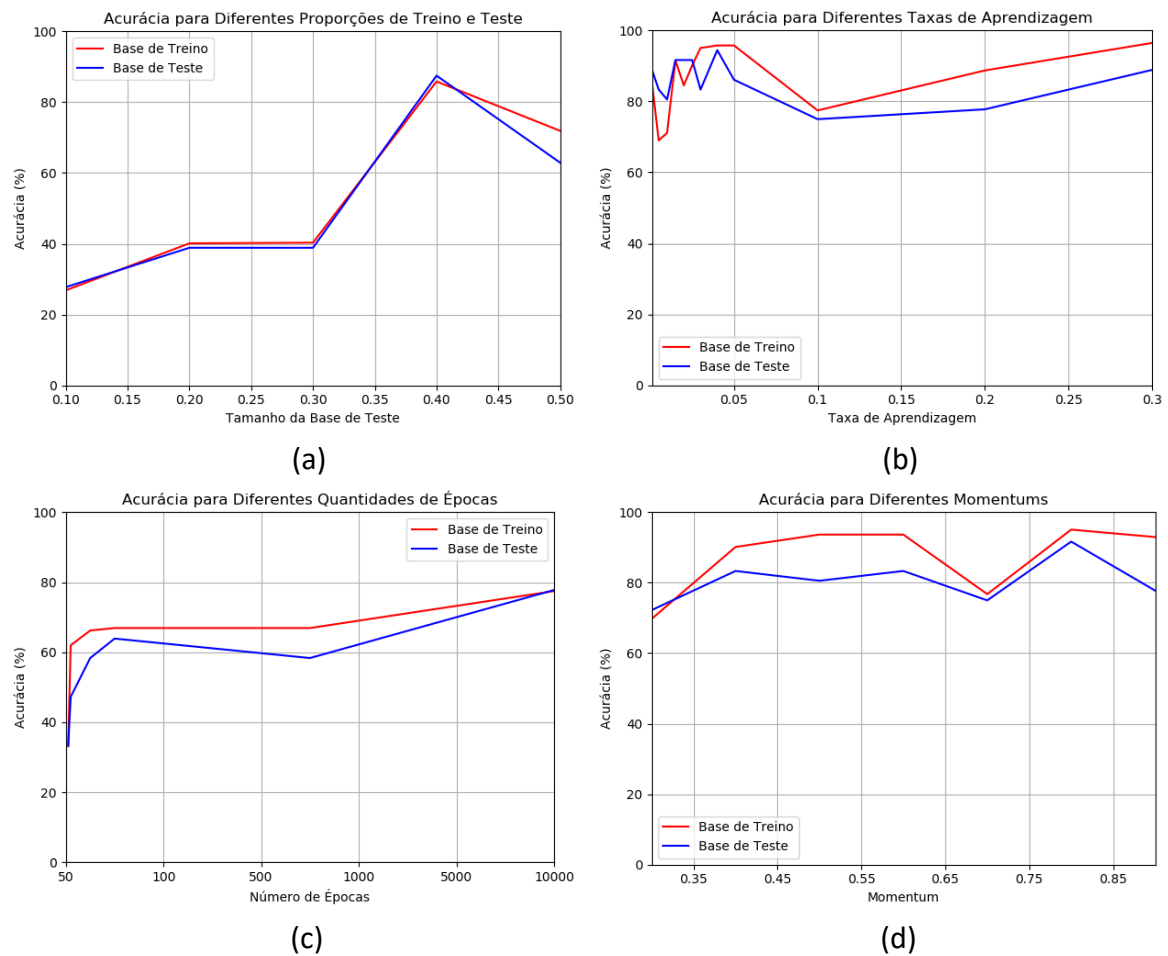 Acurácia para Diferentes Proporções de Treino e Teste
Base de Treino
Base de Teste
Acurácia (%)
100
80
60
40
20
0
0.10 0.15 0.20 0.25 0.30 0.35 0.40 0.45 0.50
Tamanho da Base de Teste
(a)
Acurácia para Diferentes Taxas de Aprendizagem
Acurácia (%)
100
80
60
40
20
0
Base de Treino
Base de Teste
0.05 0.1 0.15 0.2 0.25 0.3
Taxa de Aprendizagem
(b)
Acurácia para Diferentes Quantidades de Épocas
Base de Treino
Base de Teste
Acurácia (%)
100
80
60
40
20
0
50 100 500 1000 5000 10000
Número de Épocas
(c)
Acurácia para Diferentes Momentums
Acurácia (%)
100
80
60
40
20
0
Base de Treino
Base de Teste
0.35 0.45 0.55 0.65 0.75 0.85
Momentum
(d)